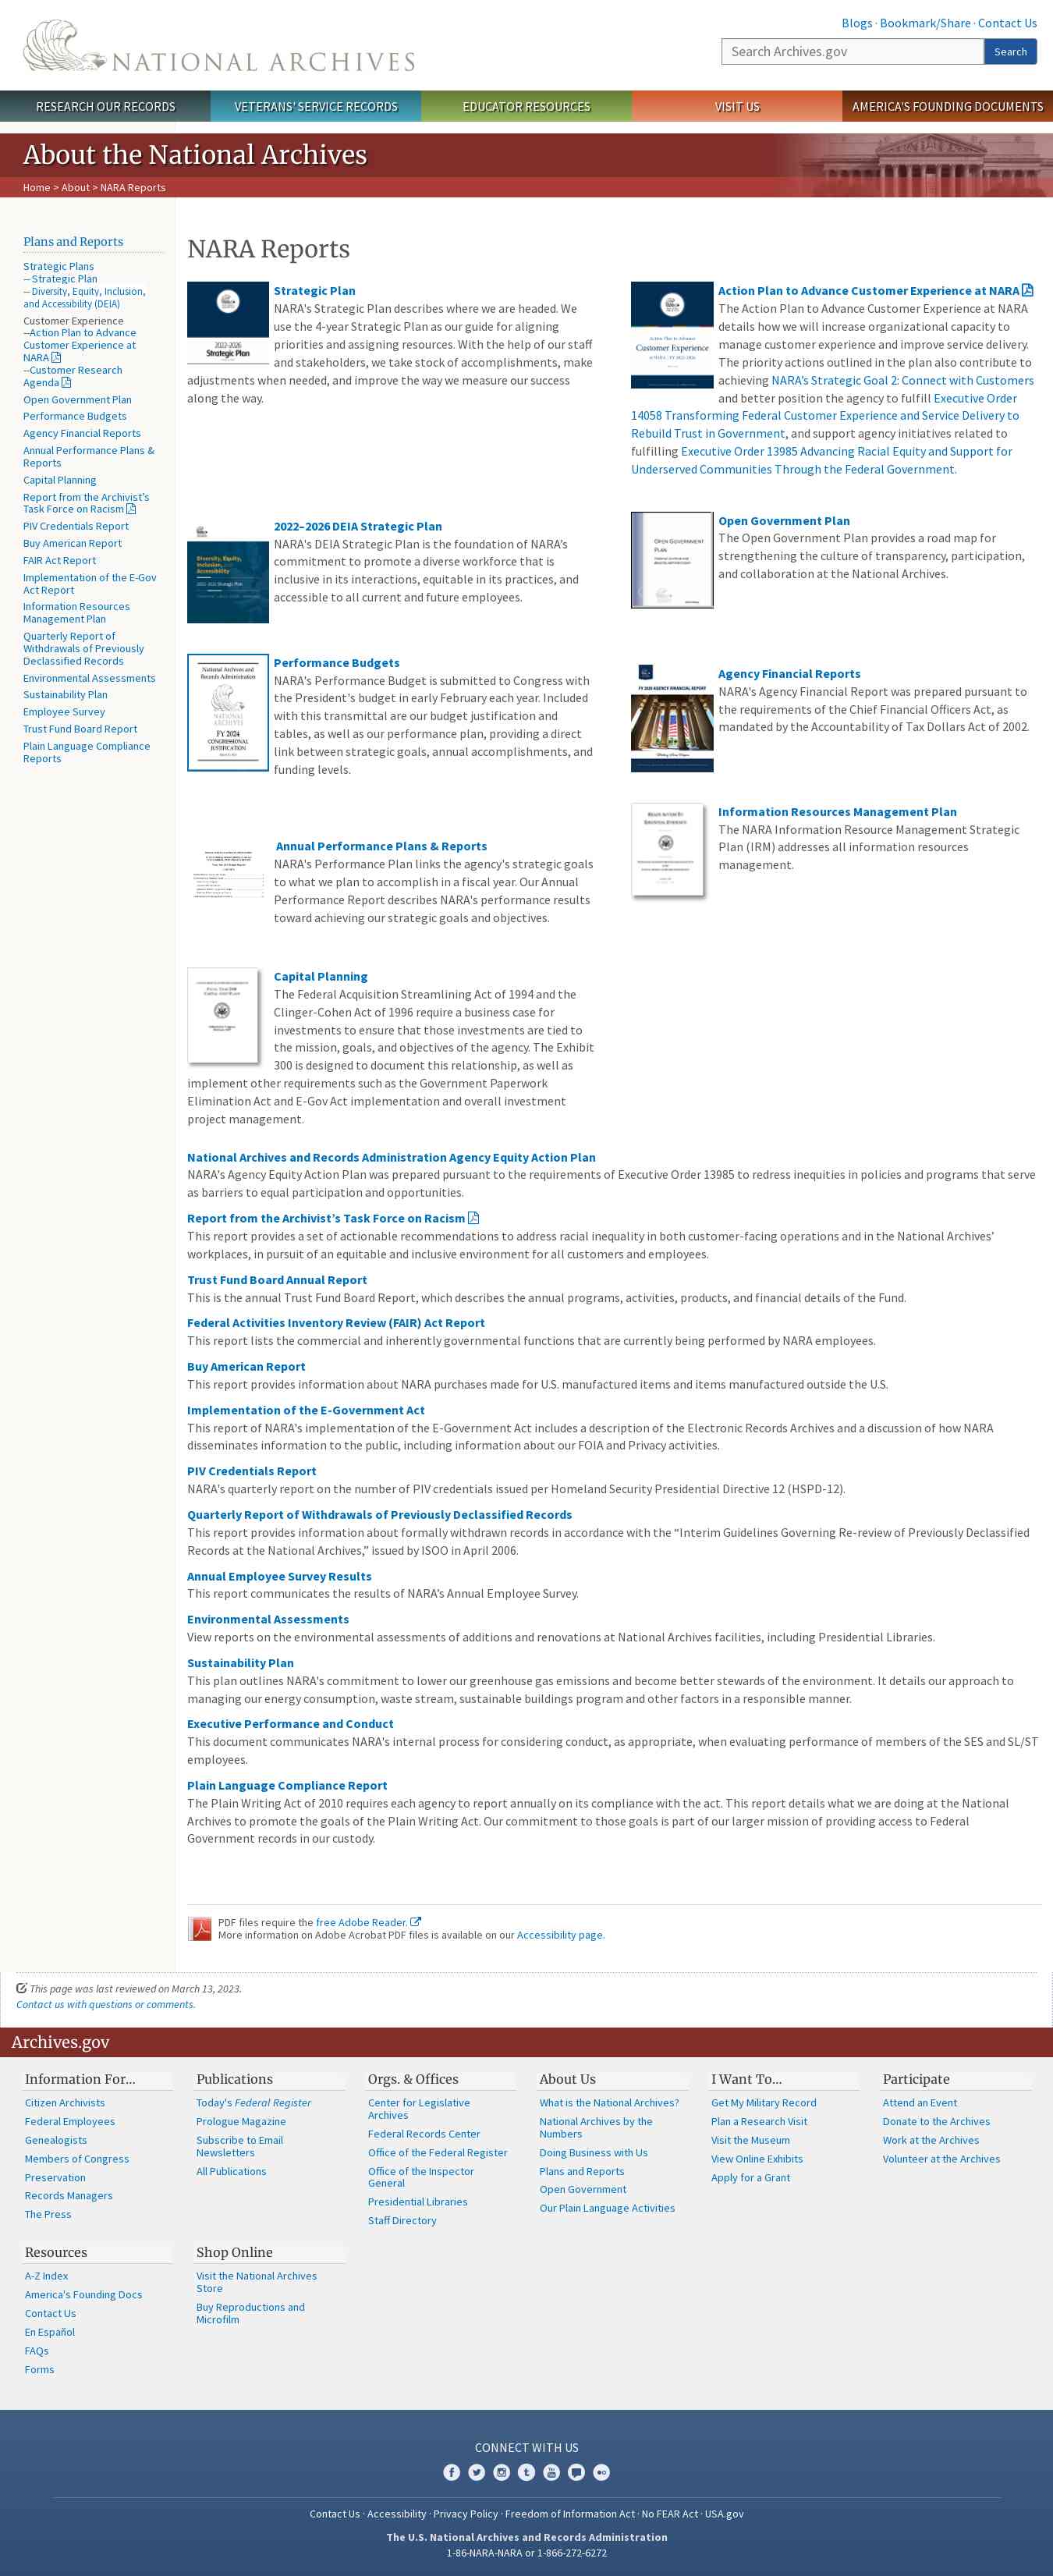 Blogs · Bookmark/Share · Contact Us
NATIONAL ARCHIVES
Search Archives.gov
Search
RESEARCH OUR RECORDS
VETERANS' SERVICE RECORDS
EDUCATOR RESOURCES
VISIT US
AMERICA'S FOUNDING DOCUMENTS
About the National Archives
Home > About > NARA Reports
Plans and Reports
Strategic Plans
—Strategic Plan
— Diversity, Equity, Inclusion,
and Accessibility (DEIA)
Customer Experience
--Action Plan to Advance
Customer Experience at
NARA
--Customer Research
Agenda
Open Government Plan
Performance Budgets
Agency Financial Reports
Annual Performance Plans &
Reports
Capital Planning
Report from the Archivist’s
Task Force on Racism
PIV Credentials Report
Buy American Report
FAIR Act Report
Implementation of the E-Gov
Act Report
Information Resources
Management Plan
Quarterly Report of
Withdrawals of Previously
Declassified Records
Environmental Assessments
Sustainability Plan
Employee Survey
Trust Fund Board Report
Plain Language Compliance
Reports
NARA Reports
2022-2026
Strategic Plan
Strategic Plan
NARA's Strategic Plan describes where we are headed. We
use the 4-year Strategic Plan as our guide for aligning
priorities and assigning resources. With the help of our staff
and stakeholders, we take stock of accomplishments, make
adjustments when needed, and improve the way we measure our success
along the way.
Action Plan to Advance
Customer Experience
Action Plan to Advance Customer Experience at NARA
The Action Plan to Advance Customer Experience at NARA
details how we will increase organizational capacity to
manage customer experience and improve service delivery.
The priority actions outlined in the plan also contribute to
achieving NARA’s Strategic Goal 2: Connect with Customers
and better position the agency to fulfill Executive Order
14058 Transforming Federal Customer Experience and Service Delivery to
Rebuild Trust in Government, and support agency initiatives related to
fulfilling Executive Order 13985 Advancing Racial Equity and Support for
Underserved Communities Through the Federal Government.
Diversity, Equity,
Inclusion, and
Accessibility
2022–2026 DEIA Strategic Plan
NARA's DEIA Strategic Plan is the foundation of NARA’s
commitment to promote a diverse workforce that is
inclusive in its interactions, equitable in its practices, and
accessible to all current and future employees.
OPEN GOVERNMENT
PLAN
Open Government Plan
The Open Government Plan provides a road map for
strengthening the culture of transparency, participation,
and collaboration at the National Archives.
National Archives and
Records Administration
FY 2024
CONGRESSIONAL
JUSTIFICATION
Performance Budgets
NARA's Performance Budget is submitted to Congress with
the President's budget in early February each year. Included
with this transmittal are our budget justification and
tables, as well as our performance plan, providing a direct
link between strategic goals, annual accomplishments, and
funding levels.
Agency Financial Reports
NARA's Agency Financial Report was prepared pursuant to
the requirements of the Chief Financial Officers Act, as
mandated by the Accountability of Tax Dollars Act of 2002.
Annual Performance Plans & Reports
NARA's Performance Plan links the agency's strategic goals
to what we plan to accomplish in a fiscal year. Our Annual
Performance Report describes NARA's performance results
toward achieving our strategic goals and objectives.
Information Resources Management Plan
The NARA Information Resource Management Strategic
Plan (IRM) addresses all information resources
management.
Capital Planning
The Federal Acquisition Streamlining Act of 1994 and the
Clinger-Cohen Act of 1996 require a business case for
investments to ensure that those investments are tied to
the mission, goals, and objectives of the agency. The Exhibit
300 is designed to document this relationship, as well as
implement other requirements such as the Government Paperwork
Elimination Act and E-Gov Act implementation and overall investment
project management.
National Archives and Records Administration Agency Equity Action Plan
NARA's Agency Equity Action Plan was prepared pursuant to the requirements of Executive Order 13985 to redress inequities in policies and programs that serve
as barriers to equal participation and opportunities.
Report from the Archivist’s Task Force on Racism
This report provides a set of actionable recommendations to address racial inequality in both customer-facing operations and in the National Archives’
workplaces, in pursuit of an equitable and inclusive environment for all customers and employees.
Trust Fund Board Annual Report
This is the annual Trust Fund Board Report, which describes the annual programs, activities, products, and financial details of the Fund.
Federal Activities Inventory Review (FAIR) Act Report
This report lists the commercial and inherently governmental functions that are currently being performed by NARA employees.
Buy American Report
This report provides information about NARA purchases made for U.S. manufactured items and items manufactured outside the U.S.
Implementation of the E-Government Act
This report of NARA's implementation of the E-Government Act includes a description of the Electronic Records Archives and a discussion of how NARA
disseminates information to the public, including information about our FOIA and Privacy activities.
PIV Credentials Report
NARA's quarterly report on the number of PIV credentials issued per Homeland Security Presidential Directive 12 (HSPD-12).
Quarterly Report of Withdrawals of Previously Declassified Records
This report provides information about formally withdrawn records in accordance with the “Interim Guidelines Governing Re-review of Previously Declassified
Records at the National Archives,” issued by ISOO in April 2006.
Annual Employee Survey Results
This report communicates the results of NARA’s Annual Employee Survey.
Environmental Assessments
View reports on the environmental assessments of additions and renovations at National Archives facilities, including Presidential Libraries.
Sustainability Plan
This plan outlines NARA's commitment to lower our greenhouse gas emissions and become better stewards of the environment. It details our approach to
managing our energy consumption, waste stream, sustainable buildings program and other factors in a responsible manner.
Executive Performance and Conduct
This document communicates NARA's internal process for considering conduct, as appropriate, when evaluating performance of members of the SES and SL/ST
employees.
Plain Language Compliance Report
The Plain Writing Act of 2010 requires each agency to report annually on its compliance with the act. This report details what we are doing at the National
Archives to promote the goals of the Plain Writing Act. Our commitment to those goals is part of our larger mission of providing access to Federal
Government records in our custody.
PDF files require the free Adobe Reader.
More information on Adobe Acrobat PDF files is available on our Accessibility page.
This page was last reviewed on March 13, 2023.
Contact us with questions or comments.
Archives.gov
Information For…
Citizen Archivists
Federal Employees
Genealogists
Members of Congress
Preservation
Records Managers
The Press
Publications
Today's Federal Register
Prologue Magazine
Subscribe to Email
Newsletters
All Publications
Orgs. & Offices
Center for Legislative
Archives
Federal Records Center
Office of the Federal Register
Office of the Inspector
General
Presidential Libraries
Staff Directory
About Us
What is the National Archives?
National Archives by the
Numbers
Doing Business with Us
Plans and Reports
Open Government
Our Plain Language Activities
I Want To…
Get My Military Record
Plan a Research Visit
Visit the Museum
View Online Exhibits
Apply for a Grant
Participate
Attend an Event
Donate to the Archives
Work at the Archives
Volunteer at the Archives
Resources
A-Z Index
America's Founding Docs
Contact Us
En Español
FAQs
Forms
Shop Online
Visit the National Archives
Store
Buy Reproductions and
Microfilm
CONNECT WITH US
Contact Us · Accessibility · Privacy Policy · Freedom of Information Act · No FEAR Act · USA.gov
The U.S. National Archives and Records Administration
1-86-NARA-NARA or 1-866-272-6272